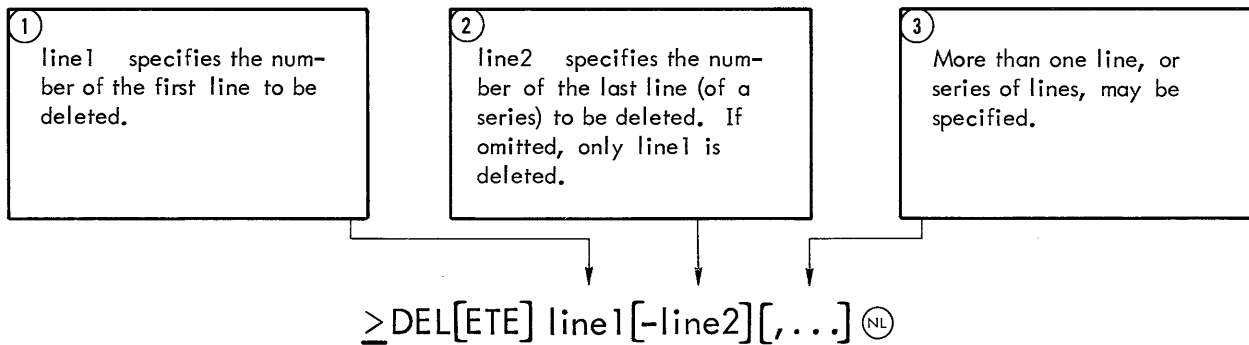 1
line1 specifies the num-
ber of the first line to be
deleted.
2
line2 specifies the num-
ber of the last line (of a
series) to be deleted. If
omitted, only line1 is
deleted.
3
More than one line, or
series of lines, may be
specified.
>DEL[ETE] line1[-line2][,...] NL